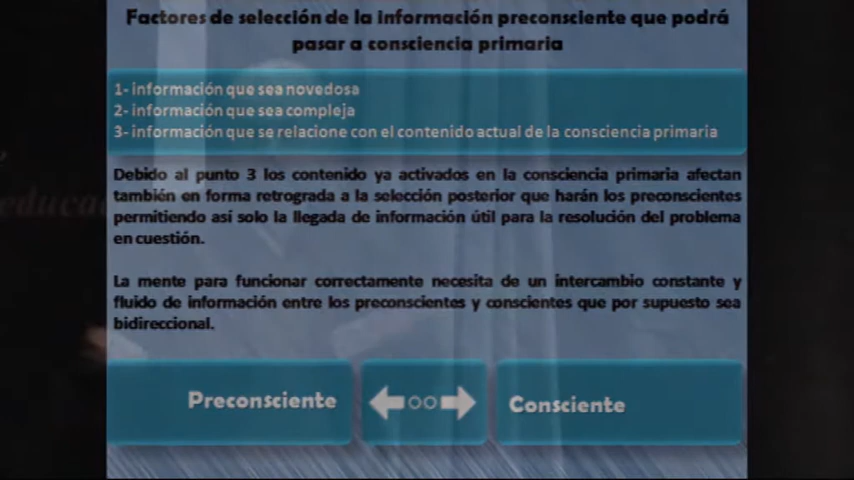 Factores de selección de la información preconsciente que podrá
pasar a consciencia primaria
1- información que sea novedosa
2- información que sea compleja
3- información que se relacione con el contenido actual de la consciencia primaria
Debido al punto 3 los contenido ya activados en la consciencia primaria afectan
también en forma retrograda a la selección posterior que harán los preconscientes
permitiendo así solo la llegada de información útil para la resolución del problema
en cuestión.
La mente para funcionar correctamente necesita de un intercambio constante y
fluido de información entre los preconscientes y conscientes que por supuesto sea
bidireccional.
Preconsciente
Consciente